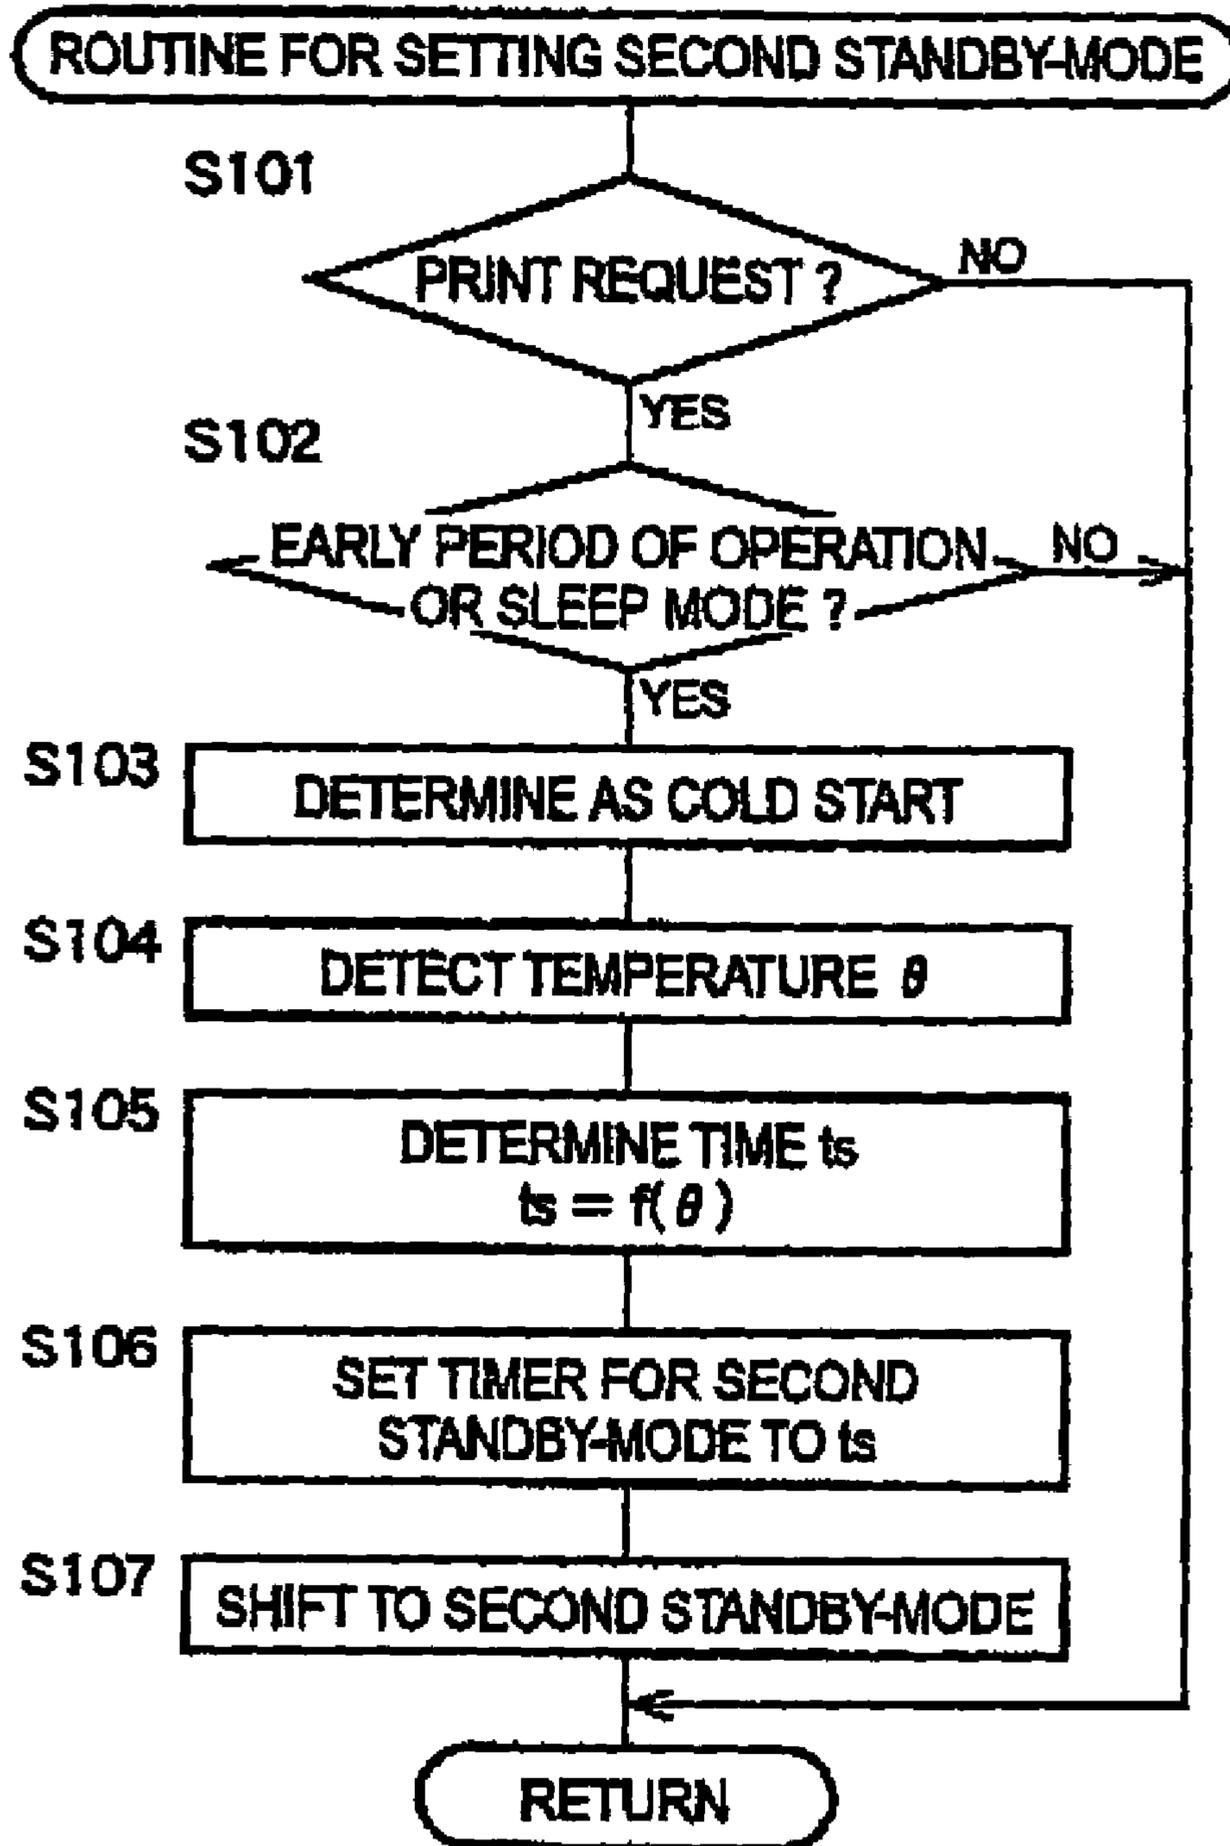 ROUTINE FOR SETTING SECOND STANDBY-MODE
S101
PRINT REQUEST ?
NO
YES
S102
EARLY PERIOD OF OPERATION
OR SLEEP MODE ?
NO
YES
S103
DETERMINE AS COLD START
S104
DETECT TEMPERATURE θ
S105
DETERMINE TIME ts
ts = f( θ )
S106
SET TIMER FOR SECOND
STANDBY-MODE TO ts
S107
SHIFT TO SECOND STANDBY-MODE
RETURN